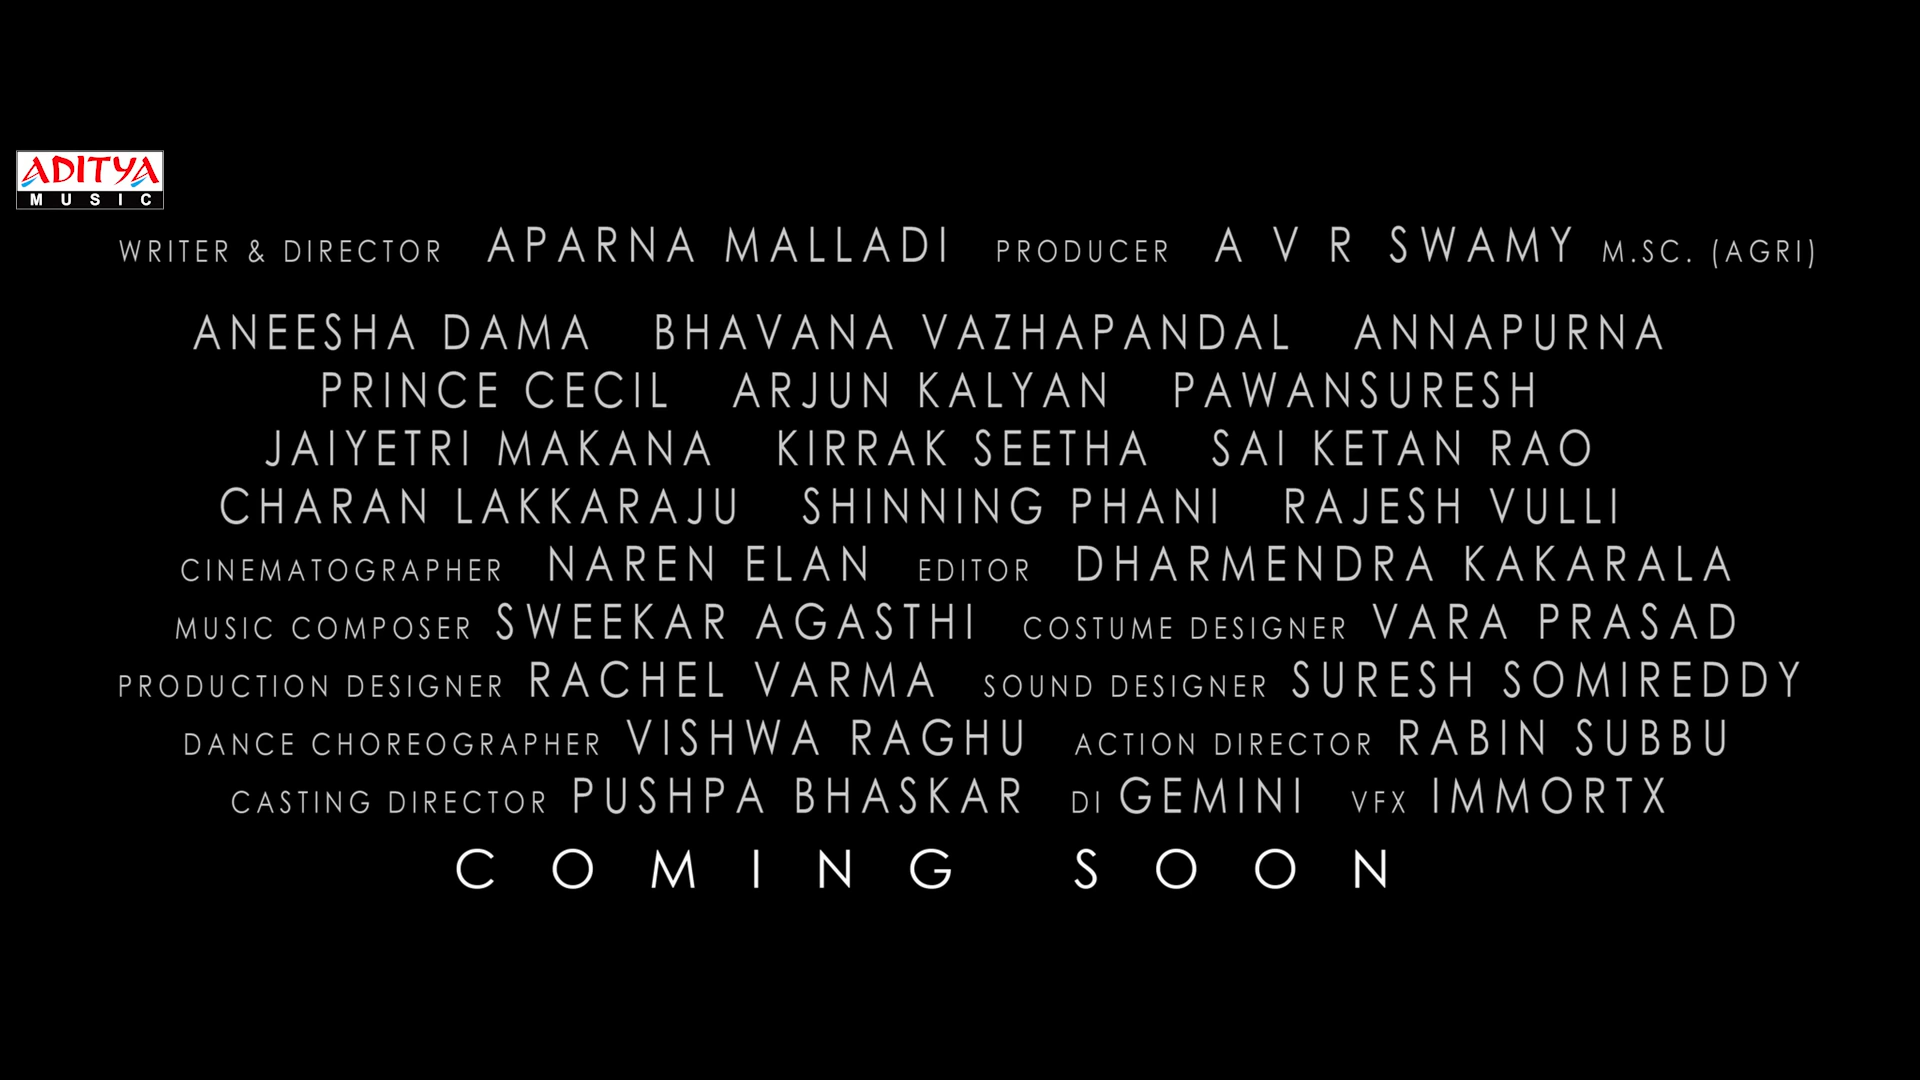 ADITYA
MUSIC
WRITER & DIRECTOR APARNA MALLADI PRODUCER A V R SWAMY M.SC. (AGRI)
ANEESHA DAMA BHAVANA VAZHAPANDAL ANNAPURNA
PRINCE CECIL ARJUN KALYAN PAWANSURESH
JAIYETRI MAKANA KIRRAK SEETHA SAI KETAN RAO
CHARAN LAKKARAJU SHINNING PHANI RAJESH VULLI
CINEMATOGRAPHER NAREN ELAN EDITOR DHARMENDRA KAKARALA
MUSIC COMPOSER SWEEKAR AGASTHI COSTUME DESIGNER VARA PRASAD
PRODUCTION DESIGNER RACHEL VARMA SOUND DESIGNER SURESH SOMIREDDY
DANCE CHOREOGRAPHER VISHWA RAGHU ACTION DIRECTOR RABIN SUBBU
CASTING DIRECTOR PUSHPA BHASKAR DI GEMINI VFX IMMORTX
COMING SOON